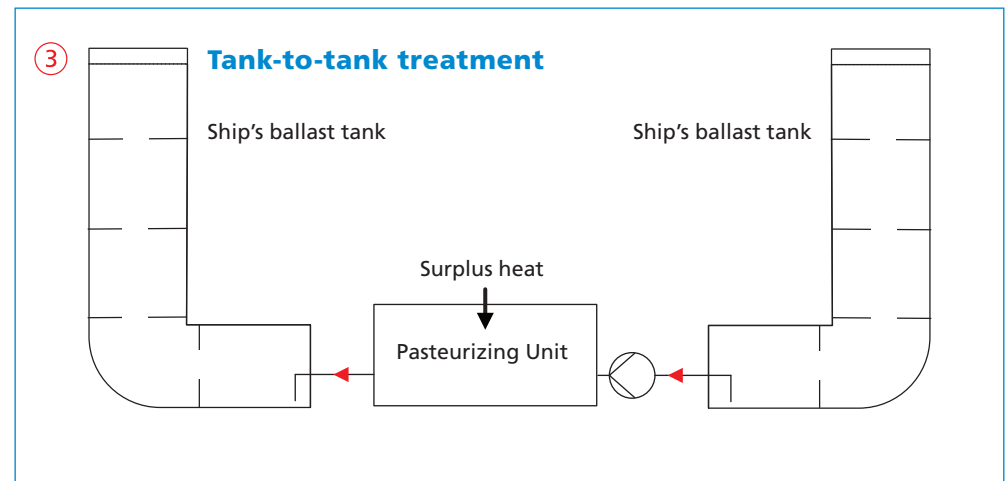 3
Tank-to-tank treatment
Ship’s ballast tank
Ship’s ballast tank
Surplus heat
Pasteurizing Unit